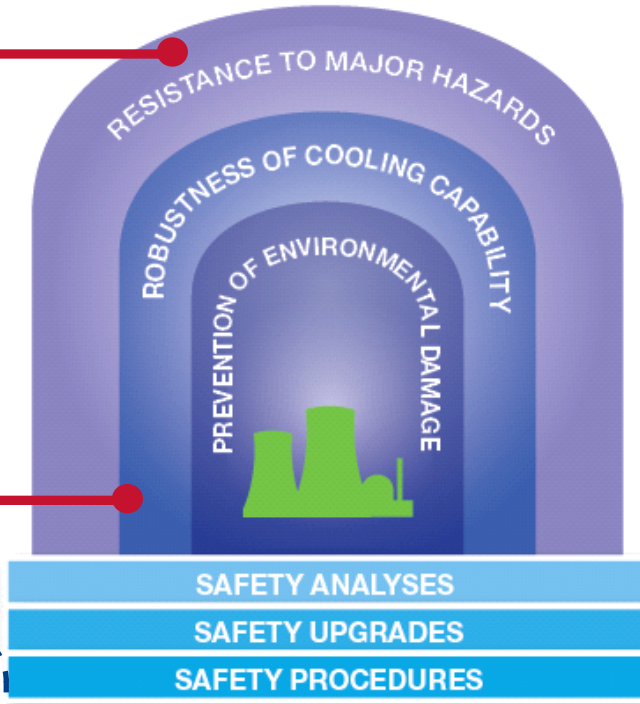 RESISTANCE TO MAJOR HAZARDS
ROBUSTNESS OF COOLING CAPABILITY
PREVENTION OF ENVIRONMENTAL DAMAGE
SAFETY ANALYSES
SAFETY UPGRADES
SAFETY PROCEDURES